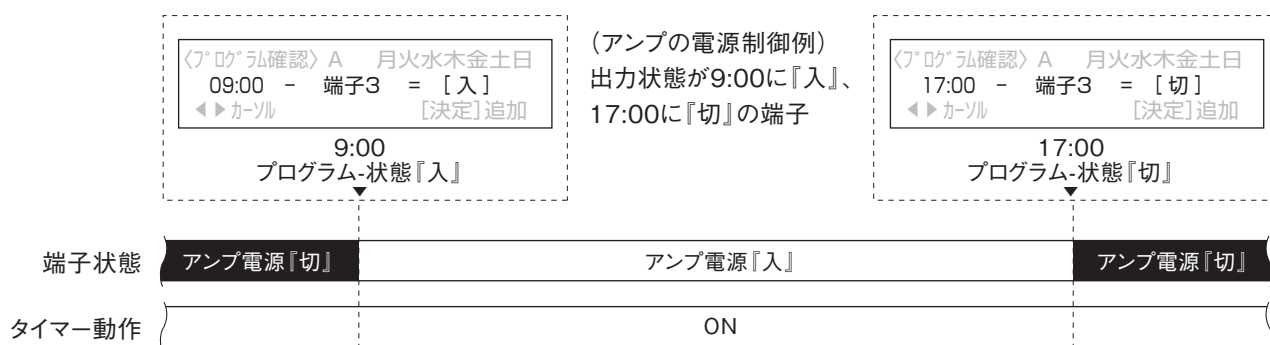 〈ﾌﾟﾛｸﾞﾗﾑ確認〉A 月火水木金土日
09:00 - 端子3 = [入]
◀▶ｶｰｿﾙ [決定]追加
9:00
プログラム-状態『入』
(アンプの電源制御例)
出力状態が9:00に『入』、
17:00に『切』の端子
〈ﾌﾟﾛｸﾞﾗﾑ確認〉A 月火水木金土日
17:00 - 端子3 = [切]
◀▶ｶｰｿﾙ [決定]追加
17:00
プログラム-状態『切』
端子状態 アンプ電源『切』 アンプ電源『入』 アンプ電源『切』
タイマー動作 ON